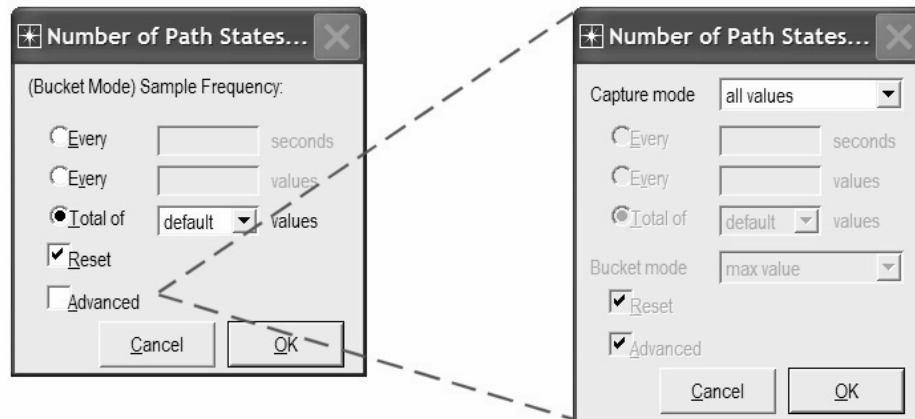 Number of Path States...
(Bucket Mode) Sample Frequency:
Every seconds
Every values
Total of default values
Reset
Advanced
Cancel OK
Number of Path States...
Capture mode all values
Every seconds
Every values
Total of default values
Bucket mode max value
Reset
Advanced
Cancel OK